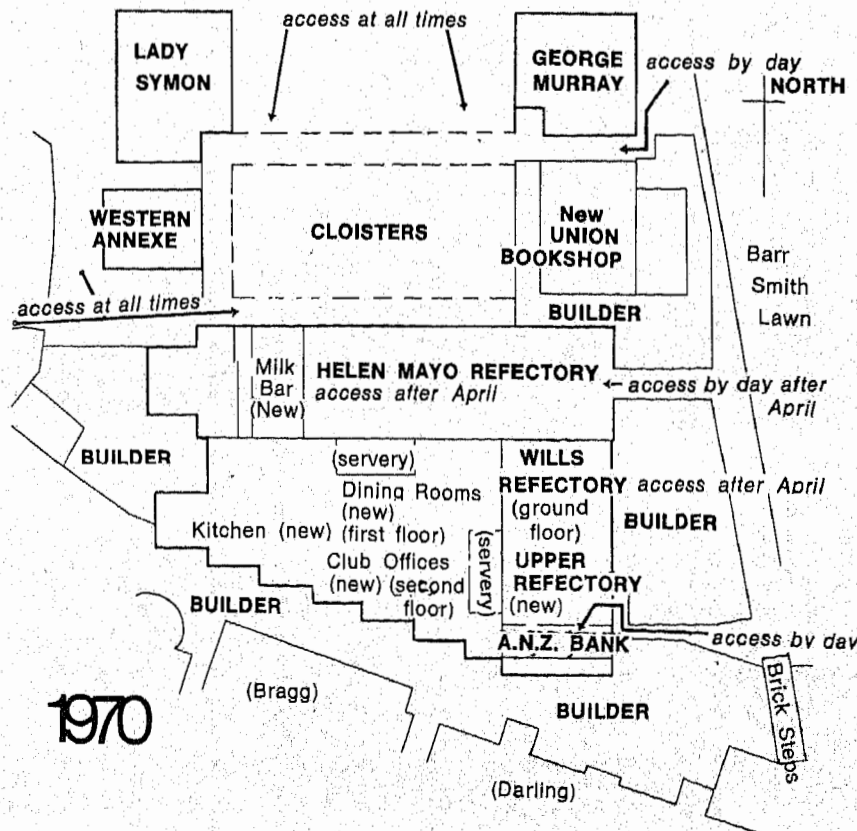 access at all times
LADY
SYMON
GEORGE
MURRAY
access by day
NORTH
WESTERN
ANNEXE
CLOISTERS
New
UNION
BOOKSHOP
Barr
Smith
Lawn
access at all times
BUILDER
Milk
Bar
(New)
HELEN MAYO REFECTORY
access after April
access by day after
April
BUILDER
(servery)
WILLS
REFECTORY access after April
(ground
floor)
BUILDER
Dining Rooms
(new)
Kitchen (new) (first floor)
Club Offices
(new) (second
floor)
(servery)
UPPER
REFECTORY
(new)
BUILDER
A.N.Z. BANK
access by day
1970
(Bragg)
BUILDER
Brick Steps
(Darling)